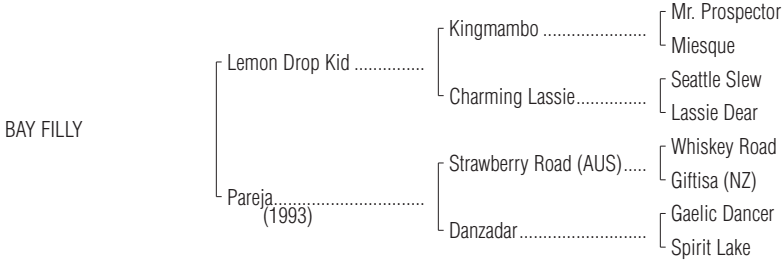 Mr. Prospector
Kingmambo ......................
Miesque
Lemon Drop Kid ...............
Seattle Slew
Charming Lassie...............
Lassie Dear
BAY FILLY
Whiskey Road
Strawberry Road (AUS).....
Giftisa (NZ)
Pareja................................
(1993)
Gaelic Dancer
Danzadar...........................
Spirit Lake